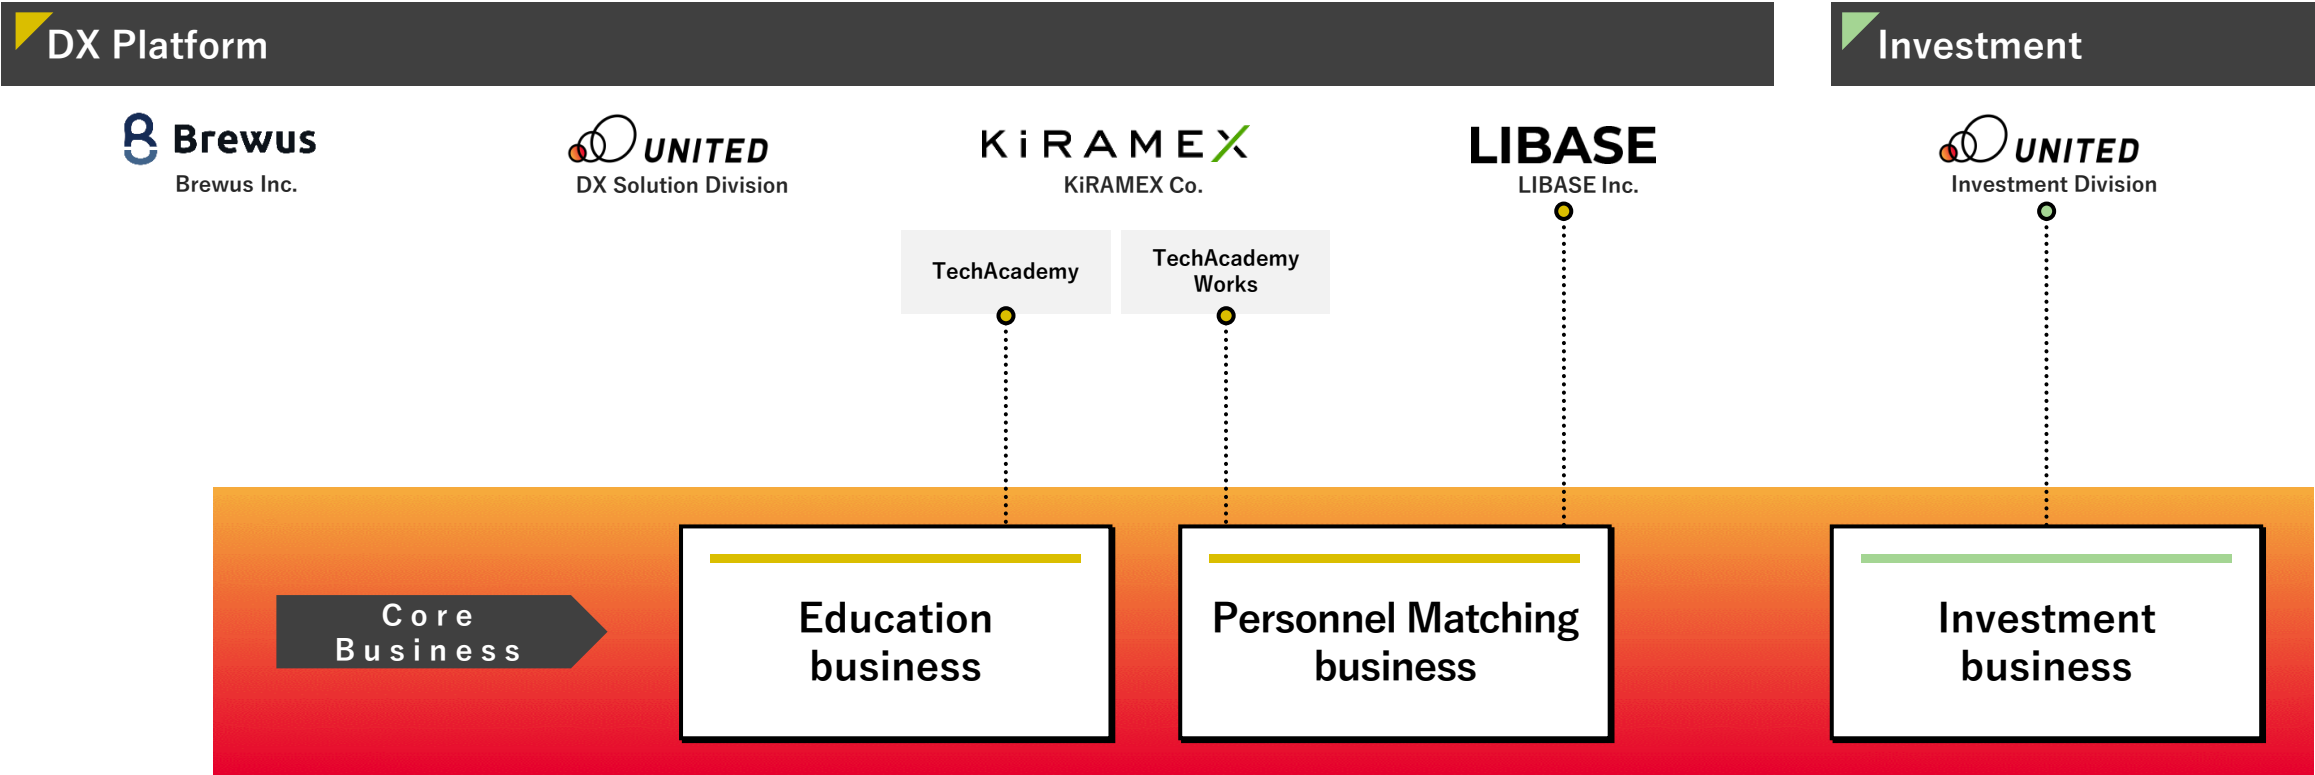 DX Platform
Investment
Brewus
Brewus Inc.
UNITED
DX Solution Division
KiRAMEX
KiRAMEX Co.
LIBASE
LIBASE Inc.
UNITED
Investment Division
TechAcademy
TechAcademy
Works
Core
Business
Education
business
Personnel Matching
business
Investment
business